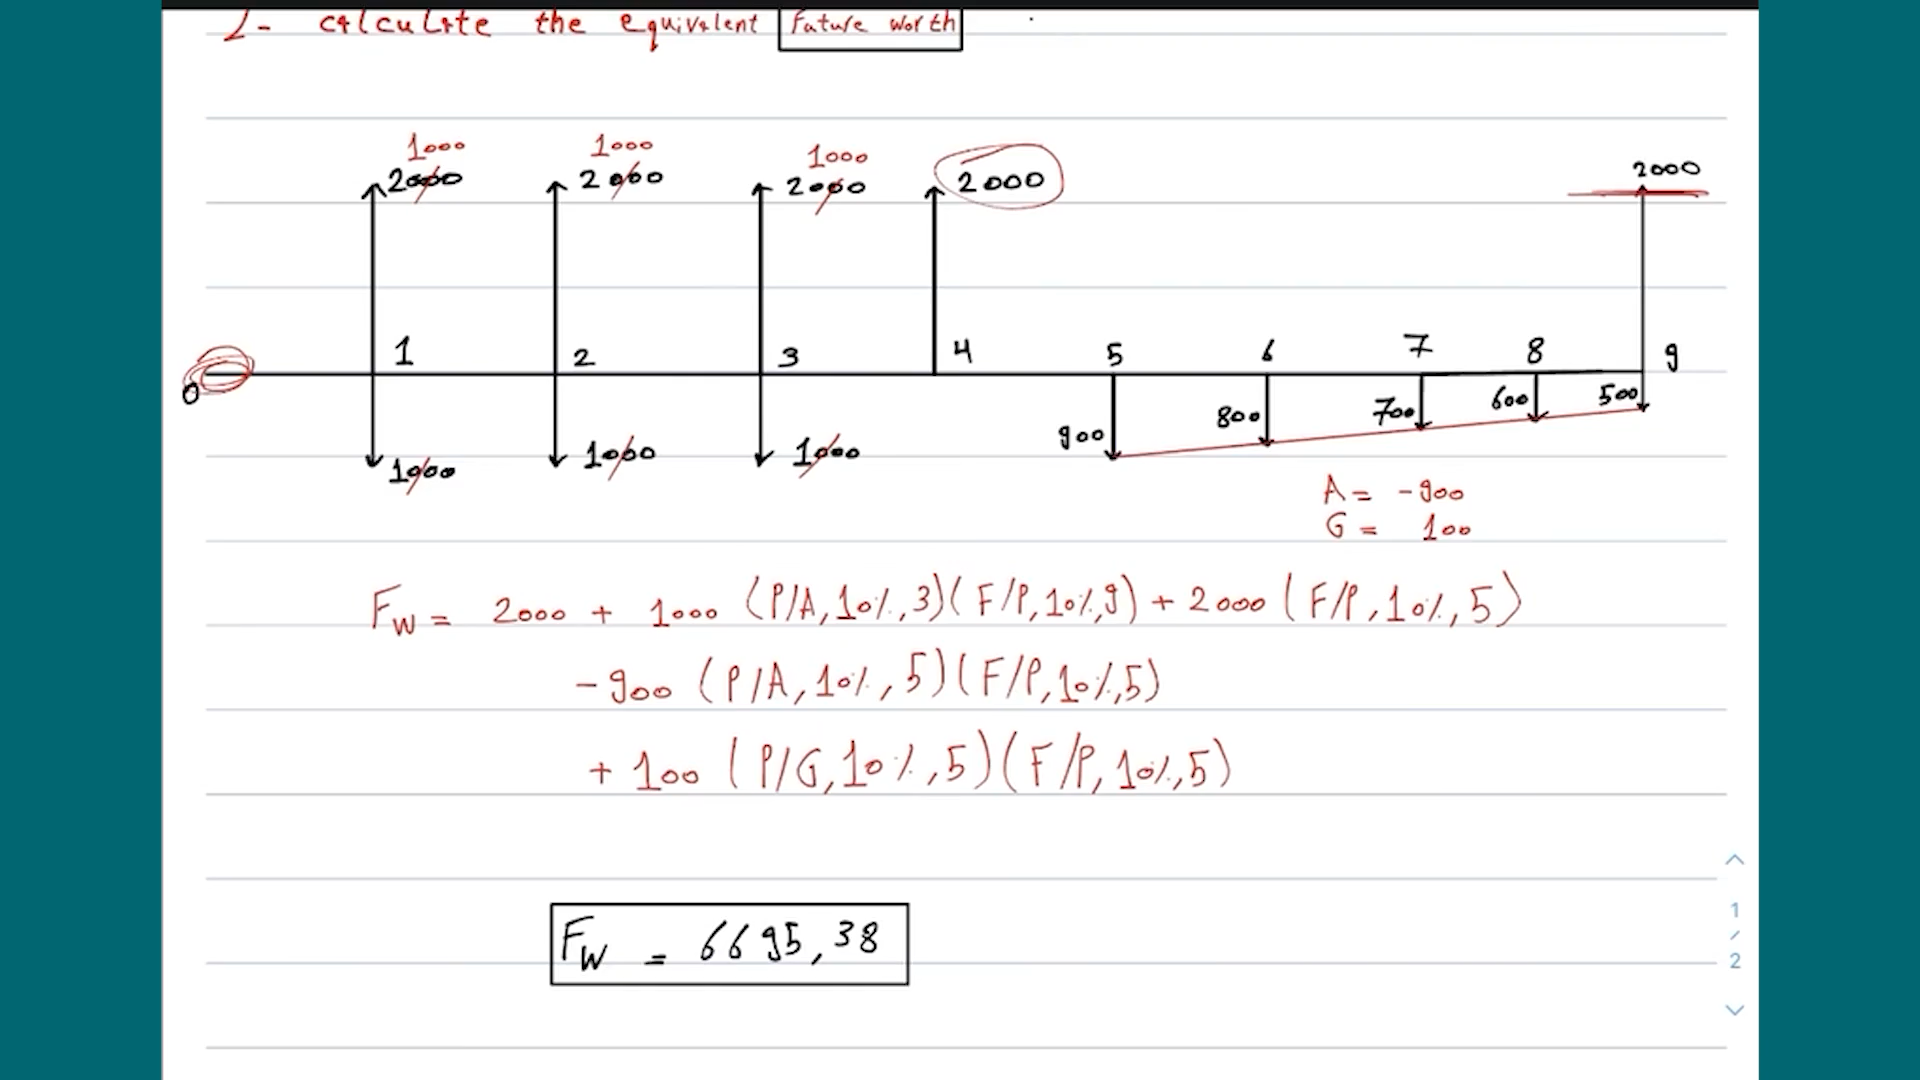 2- calculate the equivalent future worth
1000 1000 1000
2000 2000 2000 2000 2000
0 1 2 3 4 5 6 7 8 9
1000 1000 1000 900 800 700 600 500
A = -900
G = 100
Fw = 2000 + 1000 (P/A, 10%, 3)(F/P, 10%, 9) + 2000 (F/P, 10%, 5)
-900 (P/A, 10%, 5)(F/P, 10%, 5)
+ 100 (P/G, 10%, 5)(F/P, 10%, 5)
Fw = 6695,38
1
/
2